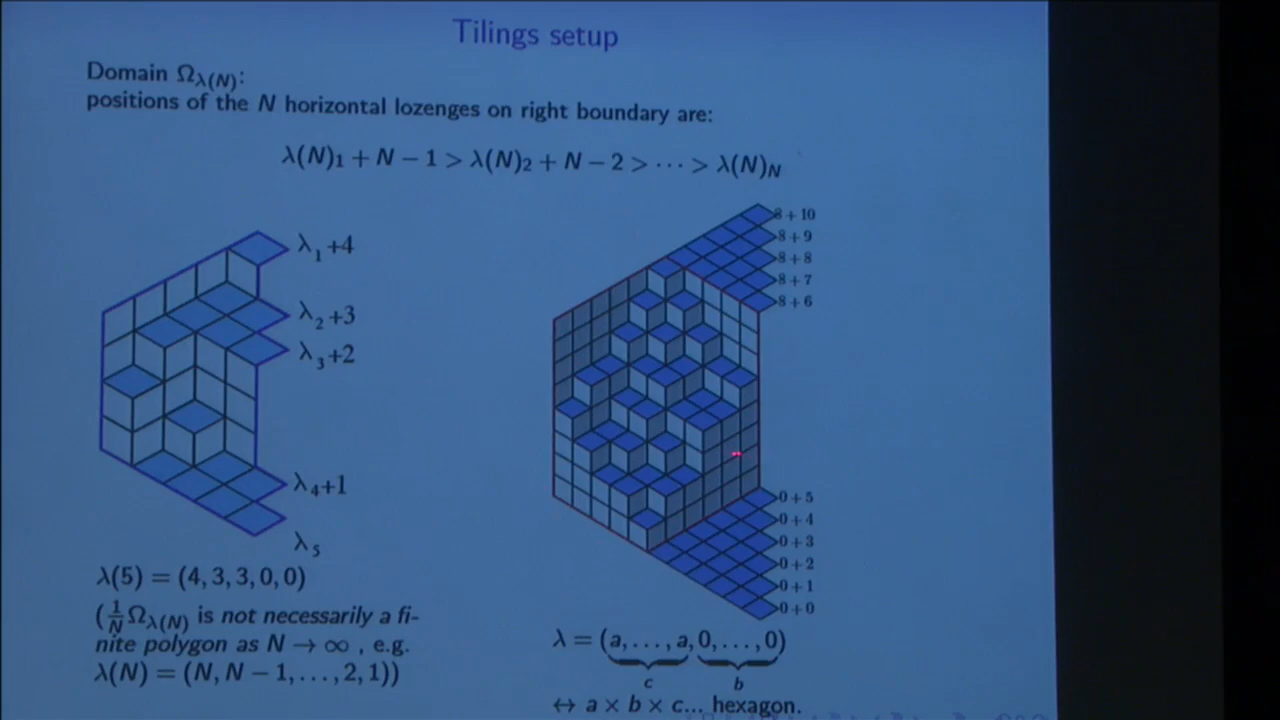 Tilings setup
Domain Ω_λ(N):
positions of the N horizontal lozenges on right boundary are:
λ(N)₁ + N − 1 > λ(N)₂ + N − 2 > ··· > λ(N)_N
λ₁+4
λ₂+3
λ₃+2
λ₄+1
λ₅
λ(5) = (4, 3, 3, 0, 0)
(1/N Ω_λ(N) is not necessarily a fi-
nite polygon as N → ∞ , e.g.
λ(N) = (N, N − 1, . . . , 2, 1))
8 + 10
8 + 9
8 + 8
8 + 7
8 + 6
0 + 5
0 + 4
0 + 3
0 + 2
0 + 1
0 + 0
λ = (a, . . . , a, 0, . . . , 0)
c b
↔ a × b × c... hexagon.